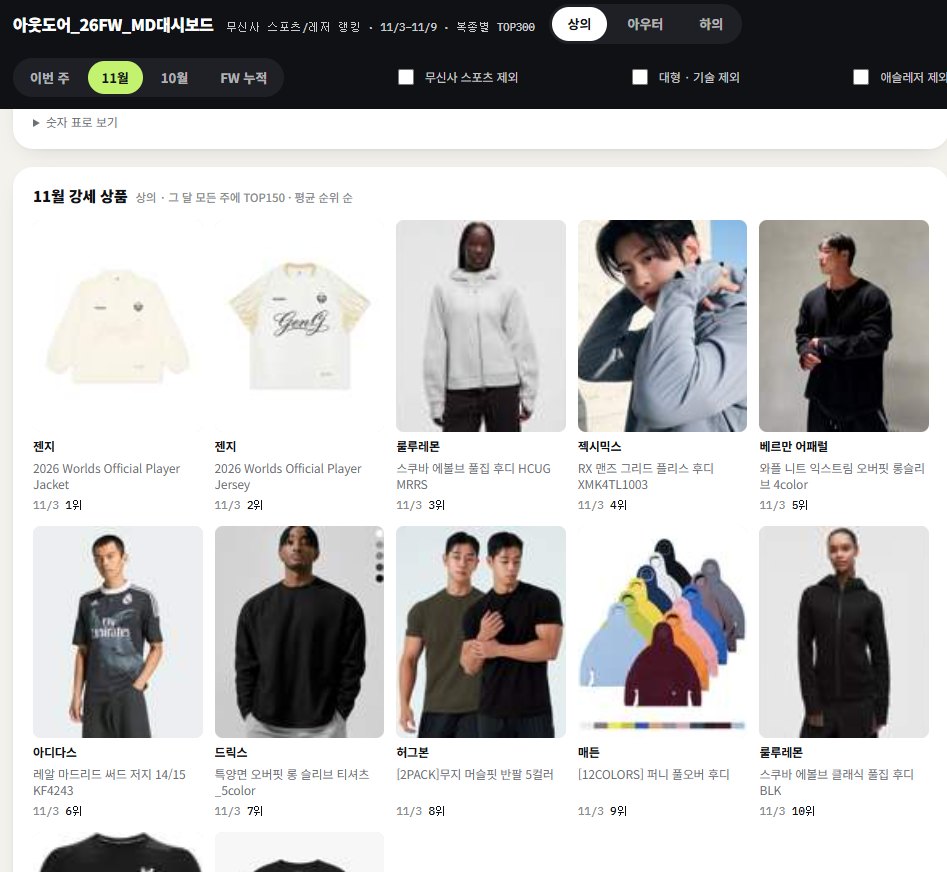 아웃도어_26FW_MD대시보드 무신사 스포츠/레저 랭킹 · 11/3–11/9 · 복종별 TOP300 상의 아우터 하의
이번 주 11월 10월 FW 누적 무신사 스포츠 제외 대형 · 기술 제외 애슬레저 제외
▶ 숫자 표로 보기
11월 강세 상품 상의 · 그 달 모든 주에 TOP150 · 평균 순위 순
GenG
젠지
2026 Worlds Official Player
Jacket
11/3 1위
젠지
2026 Worlds Official Player
Jersey
11/3 2위
룰루레몬
스쿠바 에볼브 풀집 후디 HCUG
MRRS
11/3 3위
젝시믹스
RX 맨즈 그리드 플리스 후디
XMK4TL1003
11/3 4위
베르만 어패럴
와플 니트 익스트림 오버핏 롱슬리
브 4color
11/3 5위
Fly
Emirates
아디다스
레알 마드리드 써드 저지 14/15
KF4243
11/3 6위
드릭스
특양면 오버핏 롱 슬리브 티셔츠
_5color
11/3 7위
허그본
[2PACK]무지 머슬핏 반팔 5컬러
11/3 8위
매든
[12COLORS] 퍼니 풀오버 후디
11/3 9위
룰루레몬
스쿠바 에볼브 클래식 풀집 후디
BLK
11/3 10위